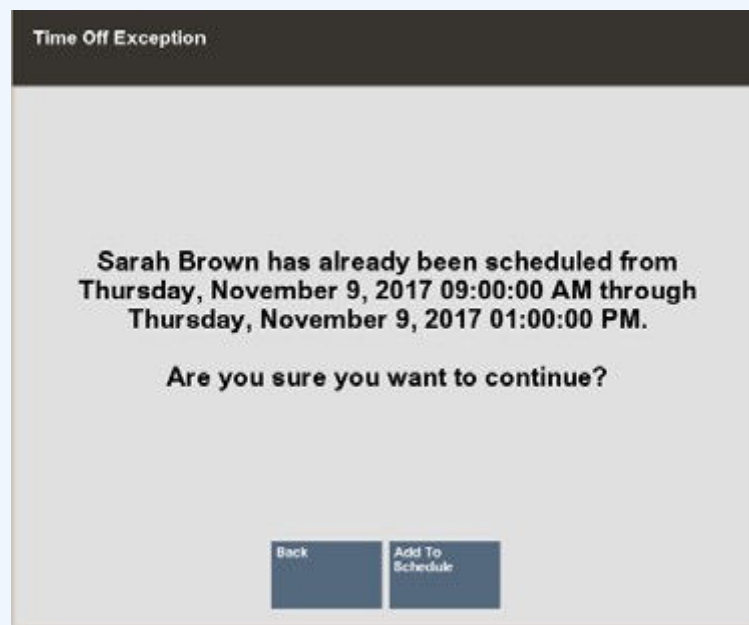 Time Off Exception
Sarah Brown has already been scheduled from
Thursday, November 9, 2017 09:00:00 AM through
Thursday, November 9, 2017 01:00:00 PM.
Are you sure you want to continue?
Back
Add To
Schedule